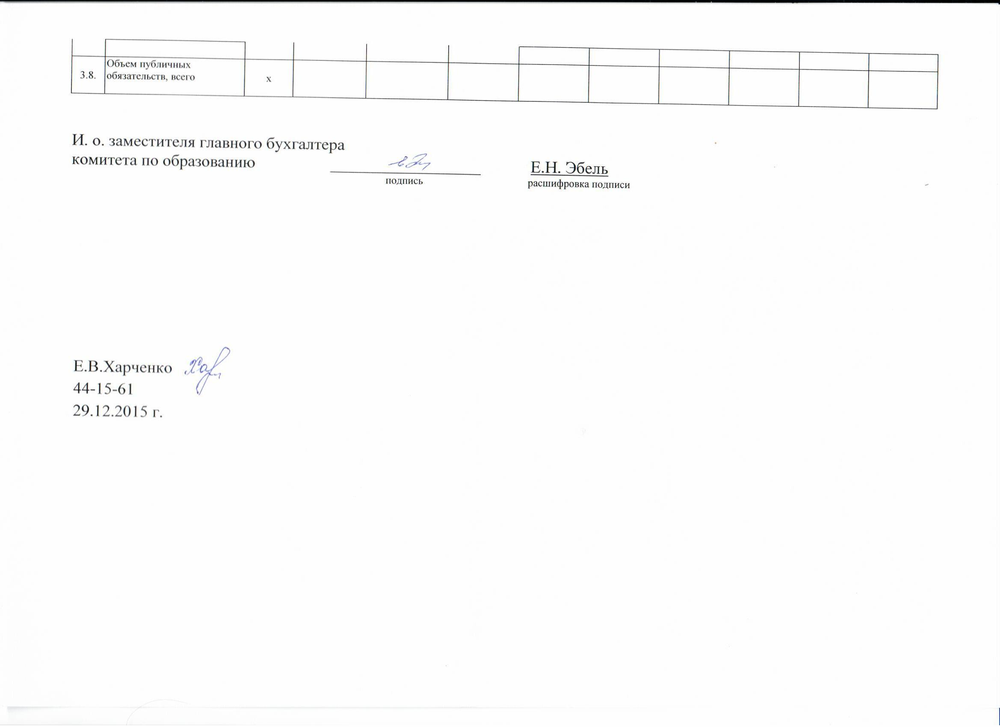 Объем публичных
3.8. обязательств, всего х
И. о. заместителя главного бухгалтера
комитета по образованию
Е.Н. Эбель
подпись расшифровка подписи
Е.В.Харченко
44-15-61
29.12.2015 г.